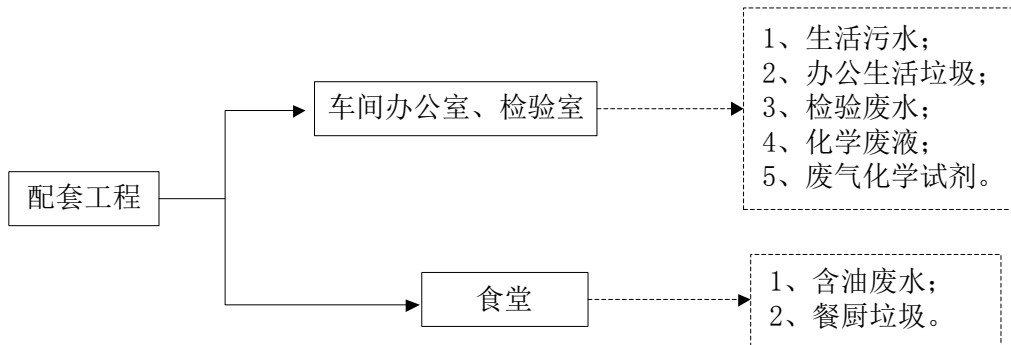 配套工程
车间办公室、检验室
1、生活污水；
2、办公生活垃圾；
3、检验废水；
4、化学废液；
5、废气化学试剂。
食堂
1、含油废水；
2、餐厨垃圾。